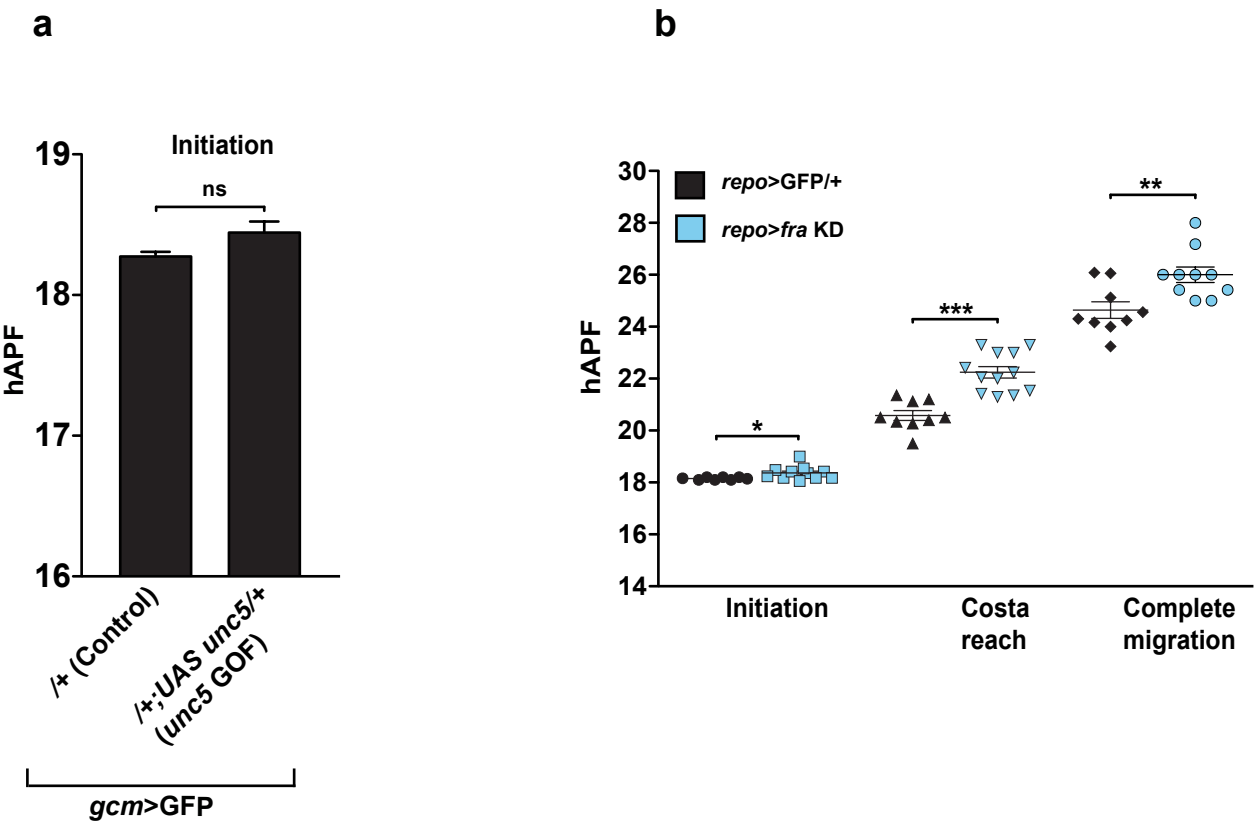 a
Initiation
ns
19
18
17
16
hAPF
/+ (Control)
/+;UAS unc5/+
(unc5 GOF)
gcm>GFP
b
repo>GFP/+
repo>fra KD
30
28
26
24
22
20
18
16
14
hAPF
*
***
**
Initiation
Costa
reach
Complete
migration